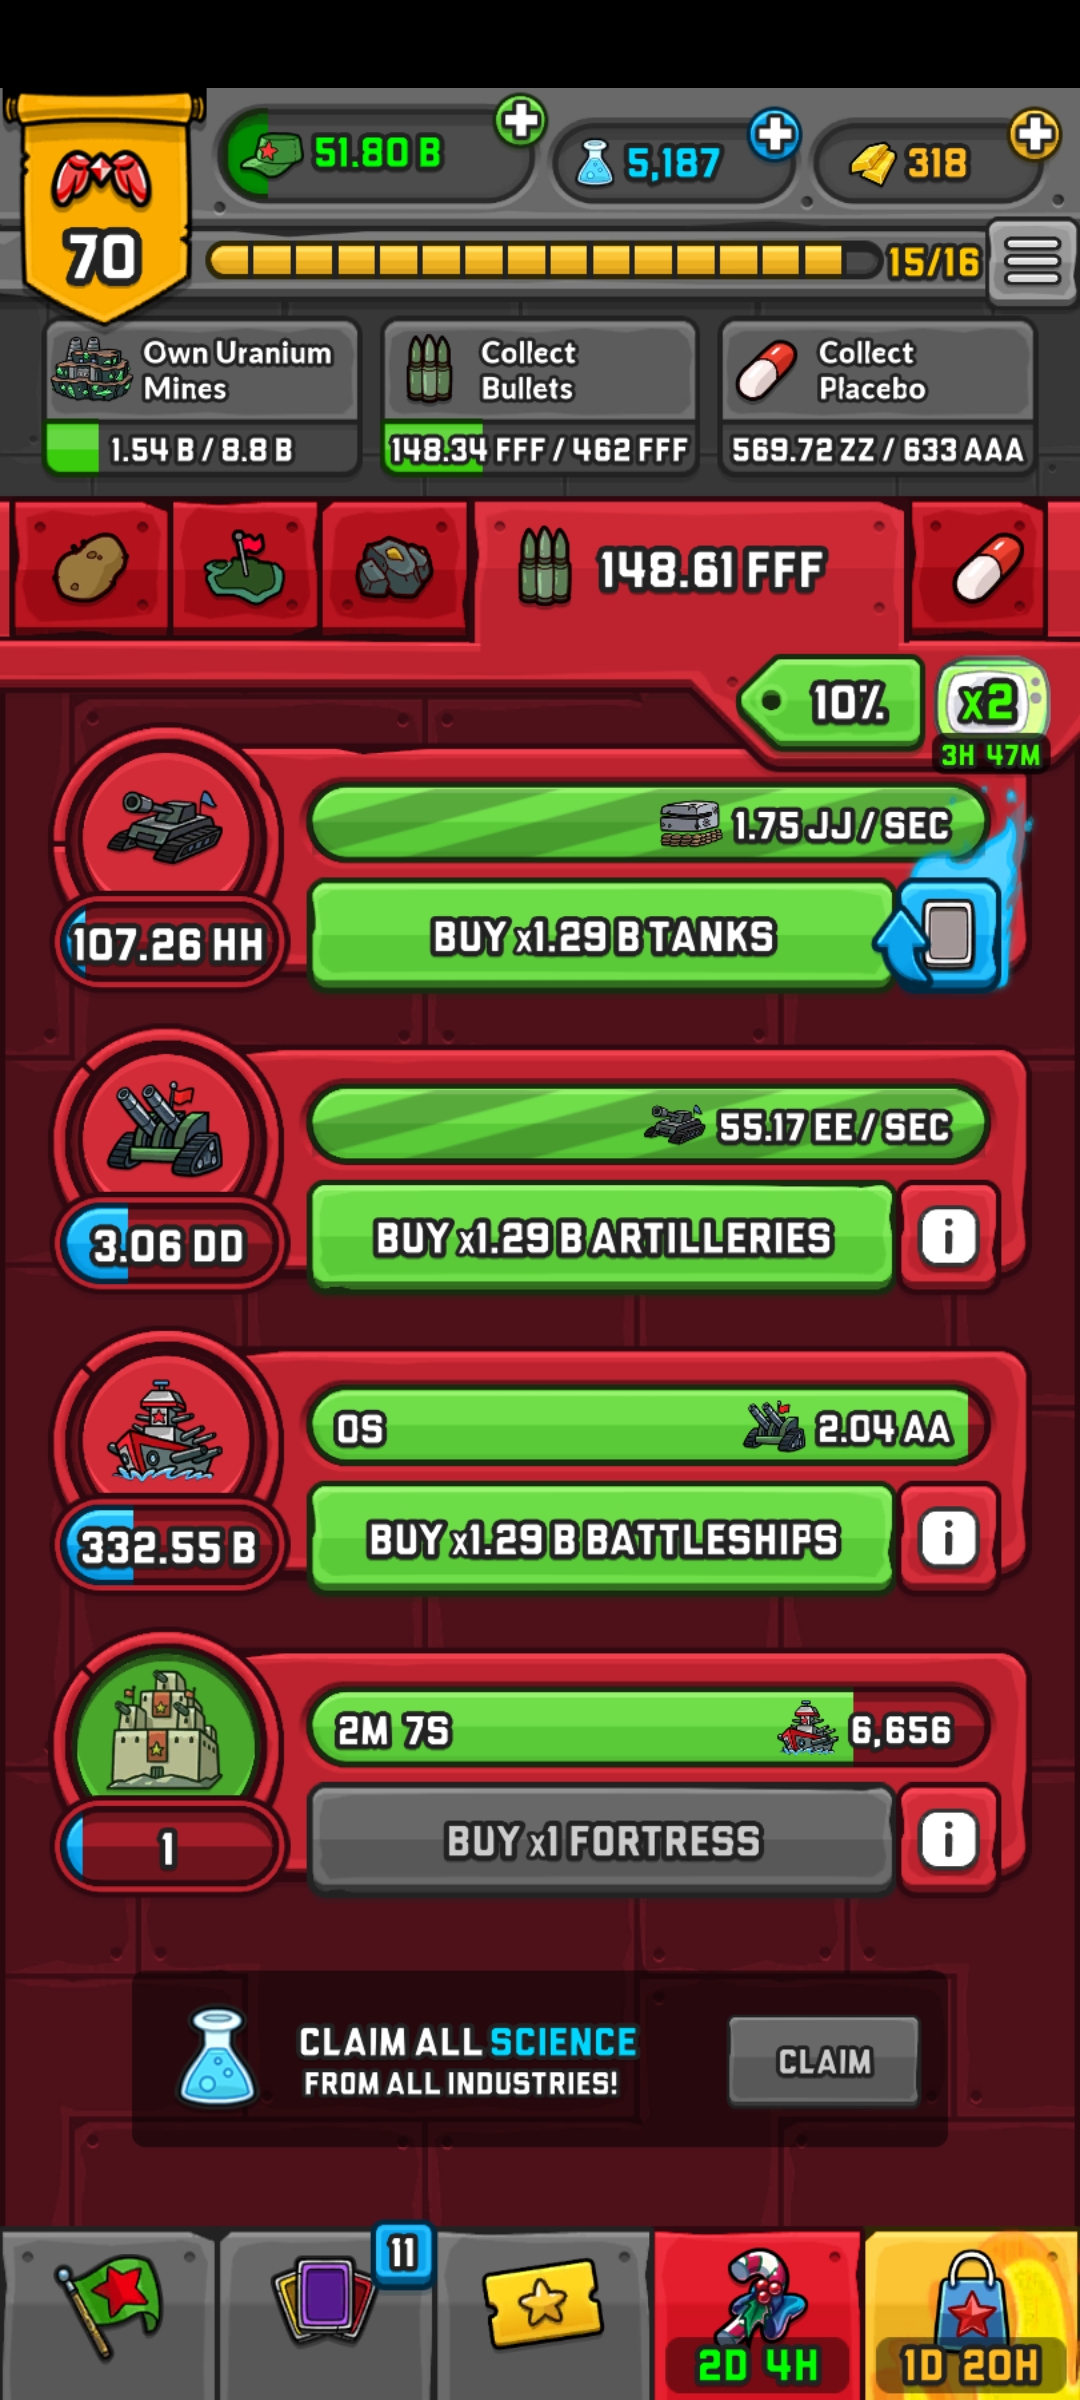 51.80 B
5,187
318
70
15/16
Own Uranium
Mines
1.54 B / 8.8 B
Collect
Bullets
148.34 FFF / 462 FFF
Collect
Placebo
569.72 ZZ / 633 AAA
148.61 FFF
10%
x2
3H 47M
1.75 JJ / SEC
107.26 HH
BUY x1.29 B TANKS
55.17 EE / SEC
3.06 DD
BUY x1.29 B ARTILLERIES
i
0S
2.04 AA
332.55 B
BUY x1.29 B BATTLESHIPS
i
2M 7S
6,656
1
BUY x1 FORTRESS
i
CLAIM ALL SCIENCE
FROM ALL INDUSTRIES!
CLAIM
11
2D 4H
1D 20H